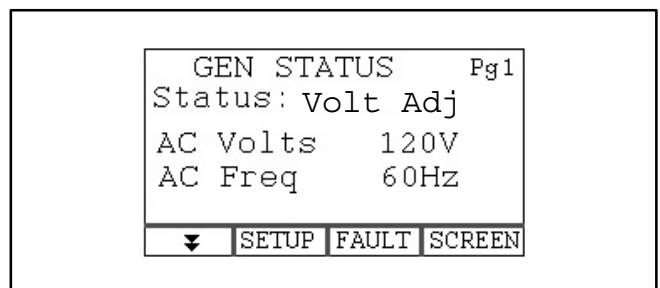 GEN STATUS Pg1
Status: Volt Adj
AC Volts 120V
AC Freq 60Hz
SETUP FAULT SCREEN